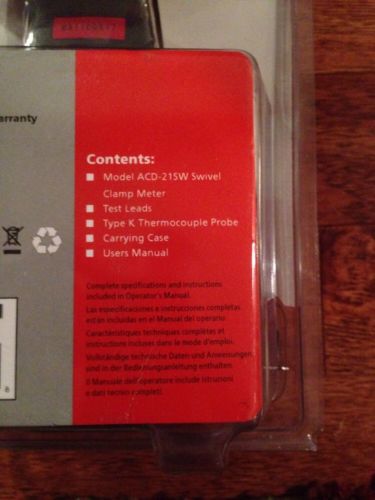 arranty
Contents:
■ Model ACD-21SW Swivel
Clamp Meter
■ Test Leads
■ Type K Thermocouple Probe
■ Carrying Case
■ Users Manual
Complete specifications and instructions
included in Operator's Manual.
Las especificaciones e instrucciones completas
están incluidas en el Manual del operario.
Caractéristiques techniques complètes et
instructions incluses dans le mode d'emploi.
Vollständige technische Daten und Anweisungen
sind in der Bedienungsanleitung enthalten.
Il Manuale dell'operatore include istruzioni
e dati tecnici completi.
8